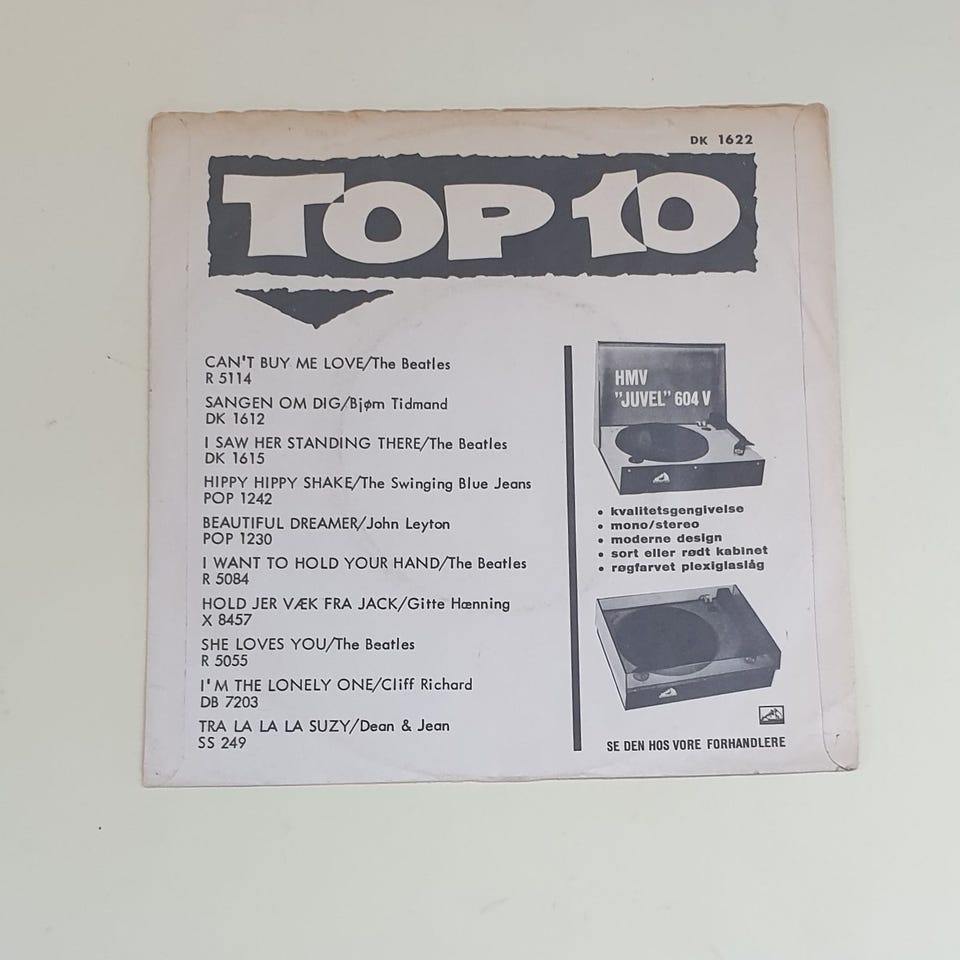 DK 1622
TOP 10
CAN'T BUY ME LOVE/The Beatles
R 5114
SANGEN OM DIG/Bjørn Tidmand
DK 1612
I SAW HER STANDING THERE/The Beatles
DK 1615
HIPPY HIPPY SHAKE/The Swinging Blue Jeans
POP 1242
BEAUTIFUL DREAMER/John Leyton
POP 1230
I WANT TO HOLD YOUR HAND/The Beatles
R 5084
HOLD JER VÆK FRA JACK/Gitte Hænning
X 8457
SHE LOVES YOU/The Beatles
R 5055
I'M THE LONELY ONE/Cliff Richard
DB 7203
TRA LA LA LA SUZY/Dean & Jean
SS 249
HMV
"JUVEL" 604 V
• kvalitetsgengivelse
• mono/stereo
• moderne design
• sort eller rødt kabinet
• røgfarvet plexiglaslåg
SE DEN HOS VORE FORHANDLERE